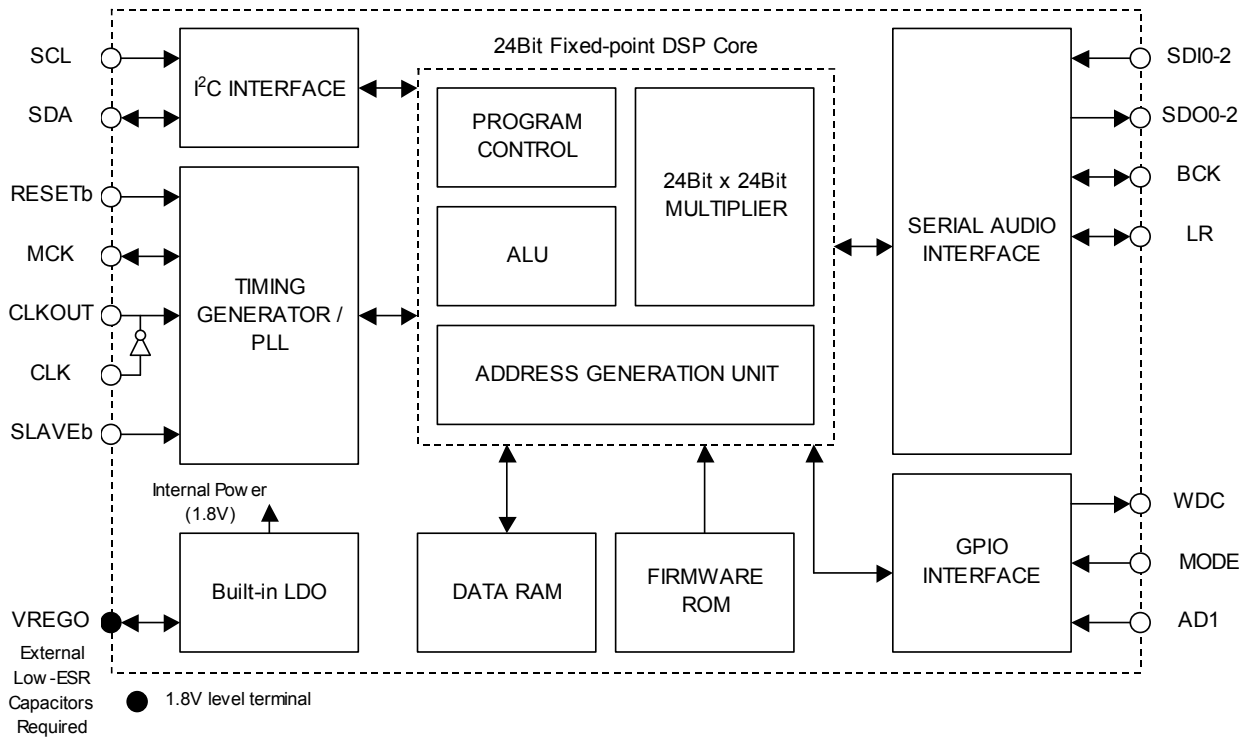 SCL
SDA
RESETb
MCK
CLKOUT
CLK
SLAVEb
VREGO
External
Low-ESR
Capacitors
Required
1.8V level terminal
I²C INTERFACE
TIMING
GENERATOR /
PLL
Internal Power
(1.8V)
Built-in LDO
24Bit Fixed-point DSP Core
PROGRAM
CONTROL
ALU
24Bit x 24Bit
MULTIPLIER
ADDRESS GENERATION UNIT
DATA RAM
FIRMWARE
ROM
SERIAL AUDIO
INTERFACE
GPIO
INTERFACE
SDI0-2
SDO0-2
BCK
LR
WDC
MODE
AD1